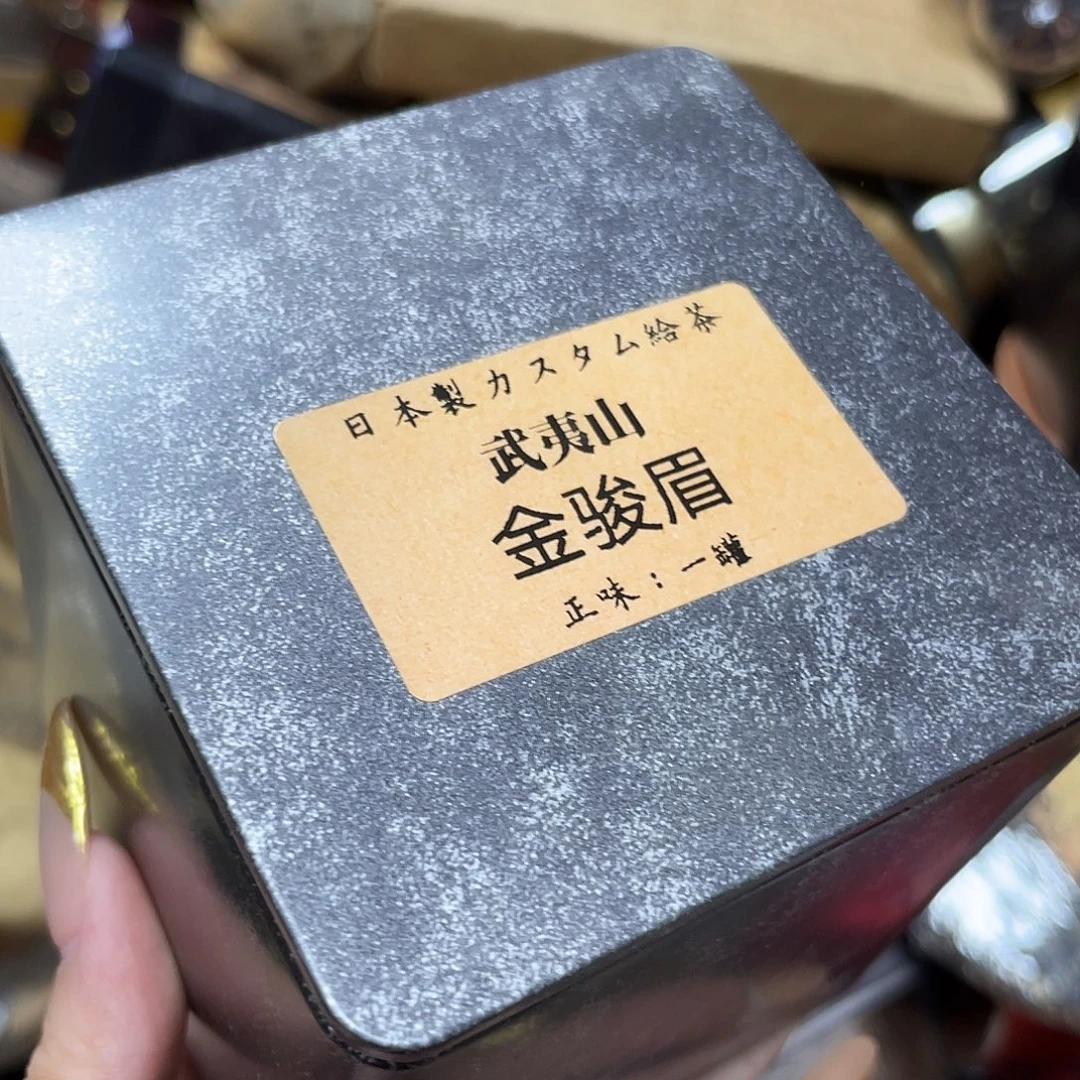 日本製カスタム給茶
武夷山
金骏眉
正味：一罐